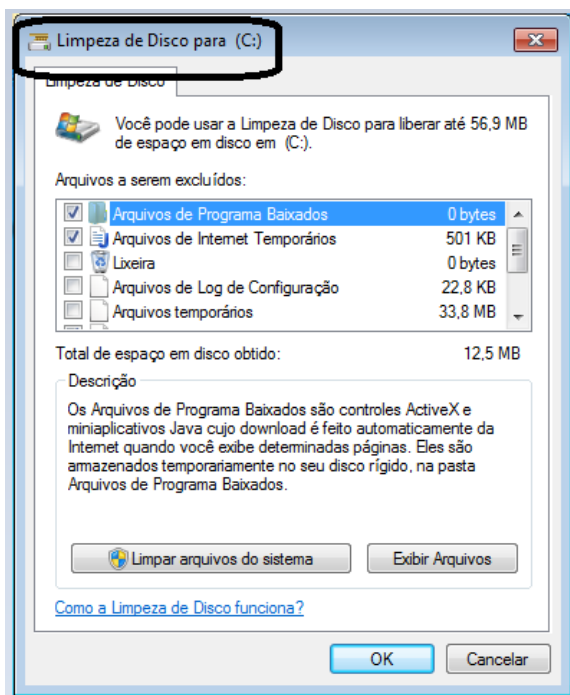 Limpeza de Disco para (C:)
Limpeza de Disco
Você pode usar a Limpeza de Disco para liberar até 56,9 MB
de espaço em disco em (C:).
Arquivos a serem excluídos:
Arquivos de Programa Baixados 0 bytes
Arquivos de Internet Temporários 501 KB
Lixeira 0 bytes
Arquivos de Log de Configuração 22,8 KB
Arquivos temporários 33,8 MB
Total de espaço em disco obtido: 12,5 MB
Descrição
Os Arquivos de Programa Baixados são controles ActiveX e
miniaplicativos Java cujo download é feito automaticamente da
Internet quando você exibe determinadas páginas. Eles são
armazenados temporariamente no seu disco rígido, na pasta
Arquivos de Programa Baixados.
Limpar arquivos do sistema Exibir Arquivos
Como a Limpeza de Disco funciona?
OK Cancelar